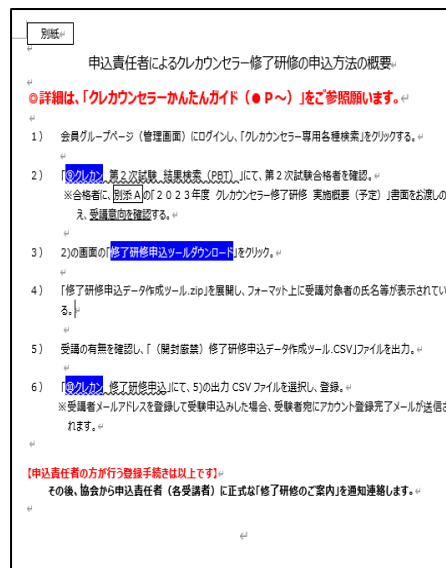 別紙
申込責任者によるクレカウンセラー修了研修の申込方法の概要
◎詳細は、「クレカウンセラーかんたんガイド（●P～）」をご参照願います。
1） 会員グループページ（管理画面）にログインし、「クレカウンセラー専用各種検索」をクリックする。
2） 「⑨クレカン 第２次試験 結果検索（PBT）」にて、第２次試験合格者を確認。
※合格者に、別添Aの「２０２３年度 クレカウンセラー修了研修 実施概要（予定）」書面をお渡しの
え、受講意向を確認する。
3） 2)の画面の「修了研修申込ツールダウンロード」をクリック。
4） 「修了研修申込データ作成ツール.zip」を展開し、フォーマット上に受講対象者の氏名等が表示されてい
る。
5） 受講の有無を確認し、「（開封厳禁）修了研修申込データ作成ツール.CSV」ファイルを出力。
6） 「⑩クレカン 修了研修申込」にて、5)の出力 CSV ファイルを選択し、登録。
※受講者メールアドレスを登録して受験申込みした場合、受験者宛にアカウント登録完了メールが送信さ
れます。
【申込責任者の方が行う登録手続きは以上です】
その後、協会から申込責任者（各受講者）に正式な「修了研修のご案内」を通知連絡します。